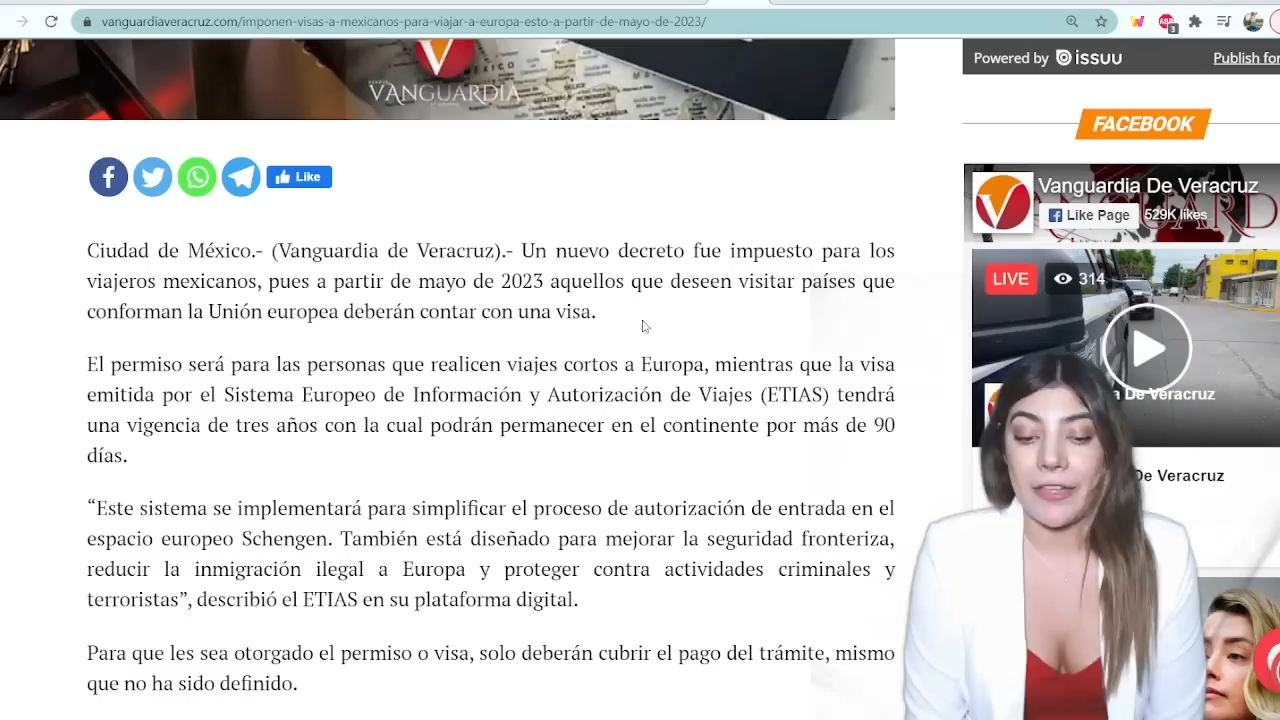 vanguardiaveracruz.com/imponen-visas-a-mexicanos-para-viajar-a-europa-esto-a-partir-de-mayo-de-2023/
VANGUARDIA
Powered by issuu
Publish for
FACEBOOK
Like
Vanguardia De Veracruz
Like Page
529K likes
LIVE
314
De Veracruz
De Veracruz
Ciudad de México.- (Vanguardia de Veracruz).- Un nuevo decreto fue impuesto para los
viajeros mexicanos, pues a partir de mayo de 2023 aquellos que deseen visitar países que
conforman la Unión europea deberán contar con una visa.
El permiso será para las personas que realicen viajes cortos a Europa, mientras que la visa
emitida por el Sistema Europeo de Información y Autorización de Viajes (ETIAS) tendrá
una vigencia de tres años con la cual podrán permanecer en el continente por más de 90
días.
“Este sistema se implementará para simplificar el proceso de autorización de entrada en el
espacio europeo Schengen. También está diseñado para mejorar la seguridad fronteriza,
reducir la inmigración ilegal a Europa y proteger contra actividades criminales y
terroristas”, describió el ETIAS en su plataforma digital.
Para que les sea otorgado el permiso o visa, solo deberán cubrir el pago del trámite, mismo
que no ha sido definido.